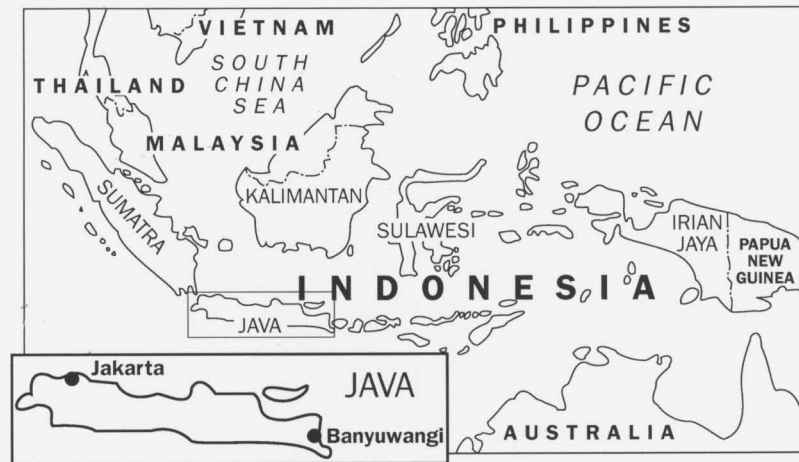 VIETNAM
PHILIPPINES
SOUTH
CHINA
SEA
THAILAND
PACIFIC
OCEAN
MALAYSIA
SUMATRA
KALIMANTAN
SULAWESI
IRIAN
JAYA
PAPUA
NEW
GUINEA
INDONESIA
JAVA
Jakarta
JAVA
Banyuwangi
AUSTRALIA